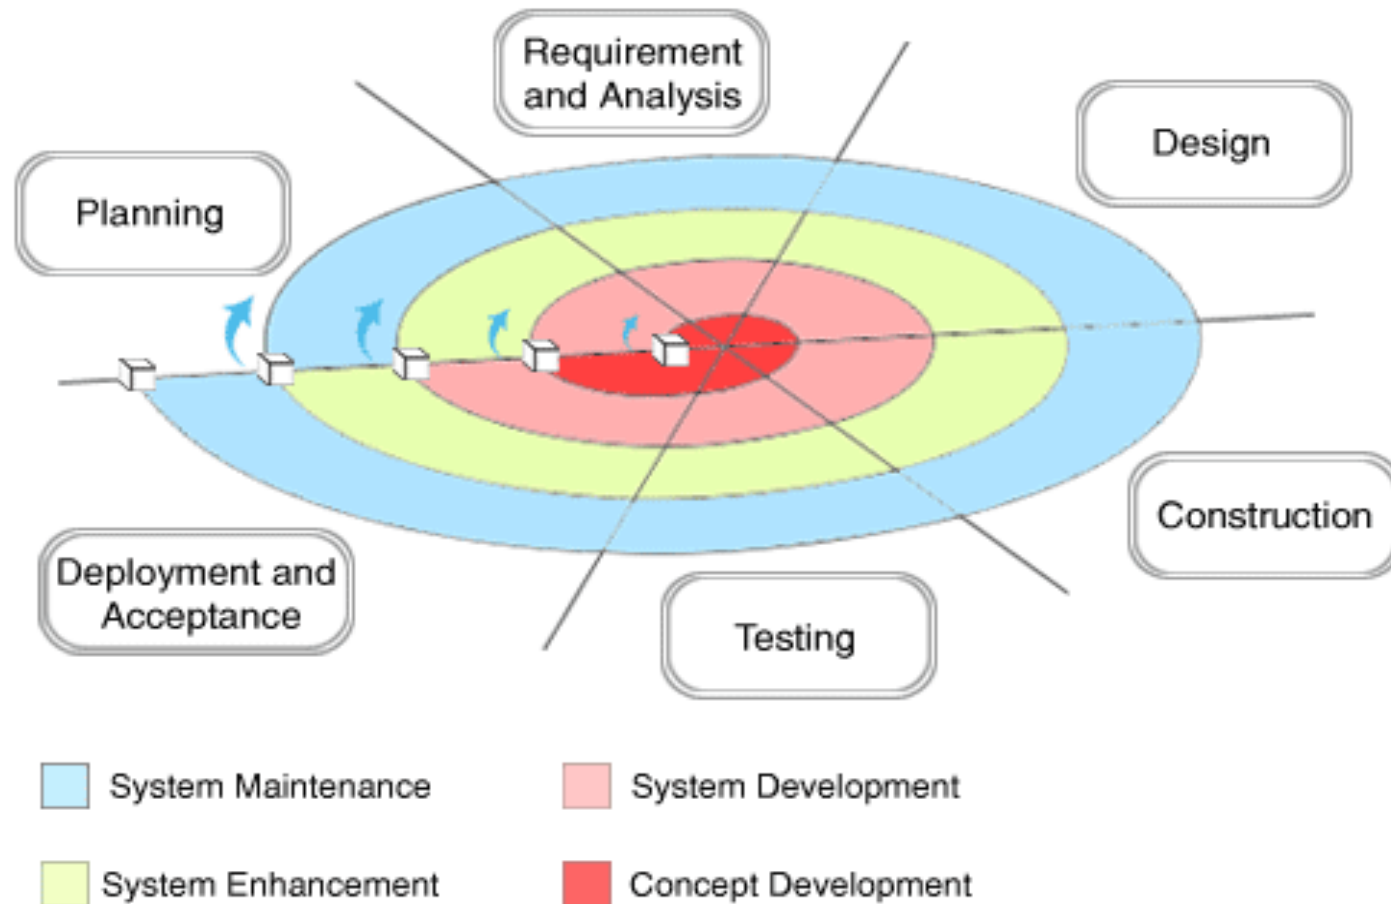 Requirement
and Analysis
Design
Planning
Construction
Deployment and
Acceptance
Testing
System Maintenance
System Development
System Enhancement
Concept Development